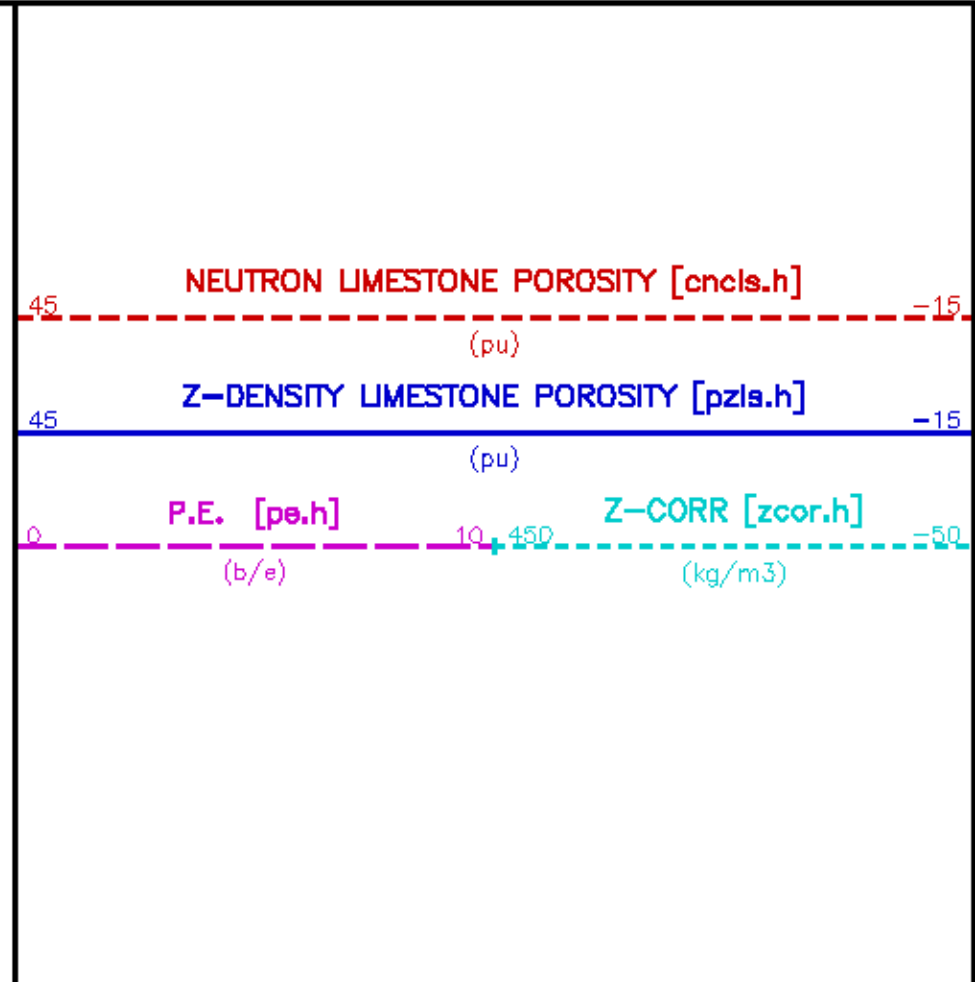 NEUTRON LIMESTONE POROSITY [cncls.h]
45 -15
(pu)
Z-DENSITY LIMESTONE POROSITY [pzls.h]
45 -15
(pu)
P.E. [pe.h] Z-CORR [zcor.h]
0 10 450 -50
(b/e) (kg/m3)